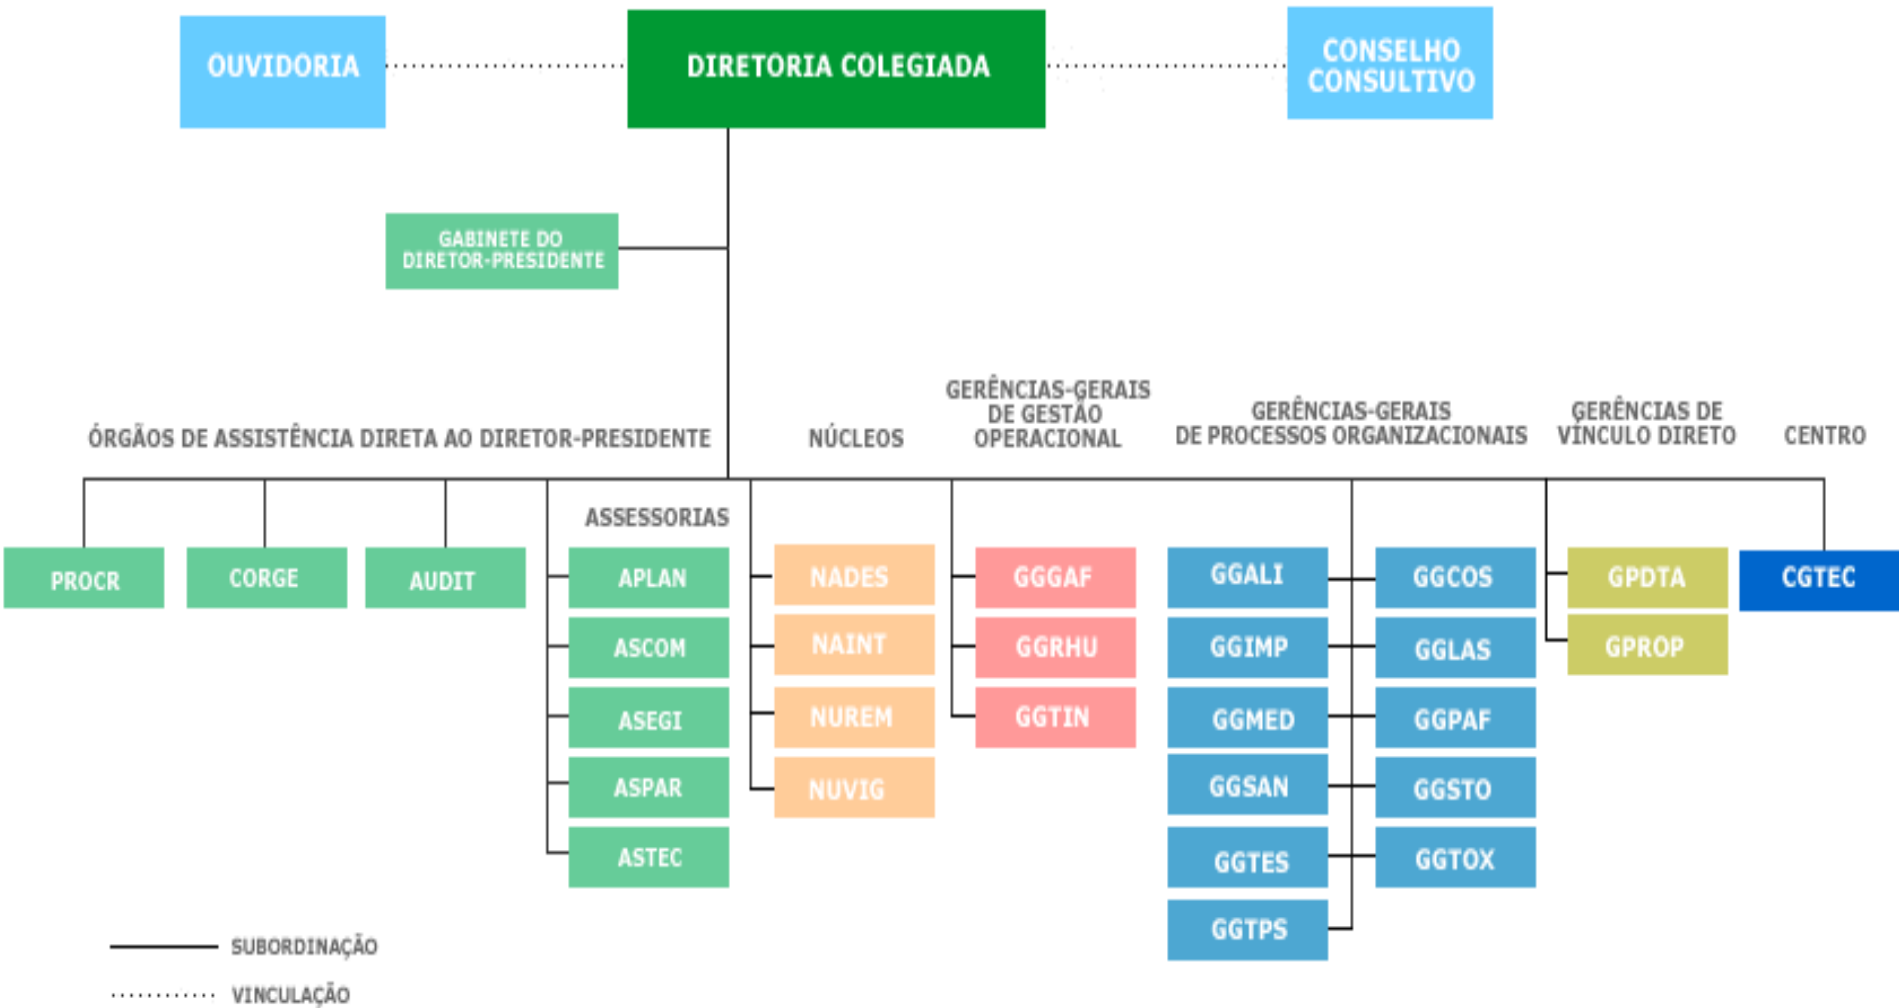 OUVIDORIA
DIRETORIA COLEGIADA
CONSELHO
CONSULTIVO
GABINETE DO
DIRETOR-PRESIDENTE
ÓRGÃOS DE ASSISTÊNCIA DIRETA AO DIRETOR-PRESIDENTE
NÚCLEOS
GERÊNCIAS-GERAIS
DE GESTÃO
OPERACIONAL
GERÊNCIAS-GERAIS
DE PROCESSOS ORGANIZACIONAIS
GERÊNCIAS DE
VÍNCULO DIRETO
CENTRO
ASSESSORIAS
PROCR
CORGE
AUDIT
APLAN
ASCOM
ASEGI
ASPAR
ASTEC
NADES
NAINT
NUREM
NUVIG
GGGAF
GGRHU
GGTIN
GGALI
GGIMP
GGMED
GGSAN
GGTES
GGTPS
GGCOS
GGLAS
GGPAF
GGSTO
GGTOX
GPDTA
GPROP
CGTEC
SUBORDINAÇÃO
VINCULAÇÃO